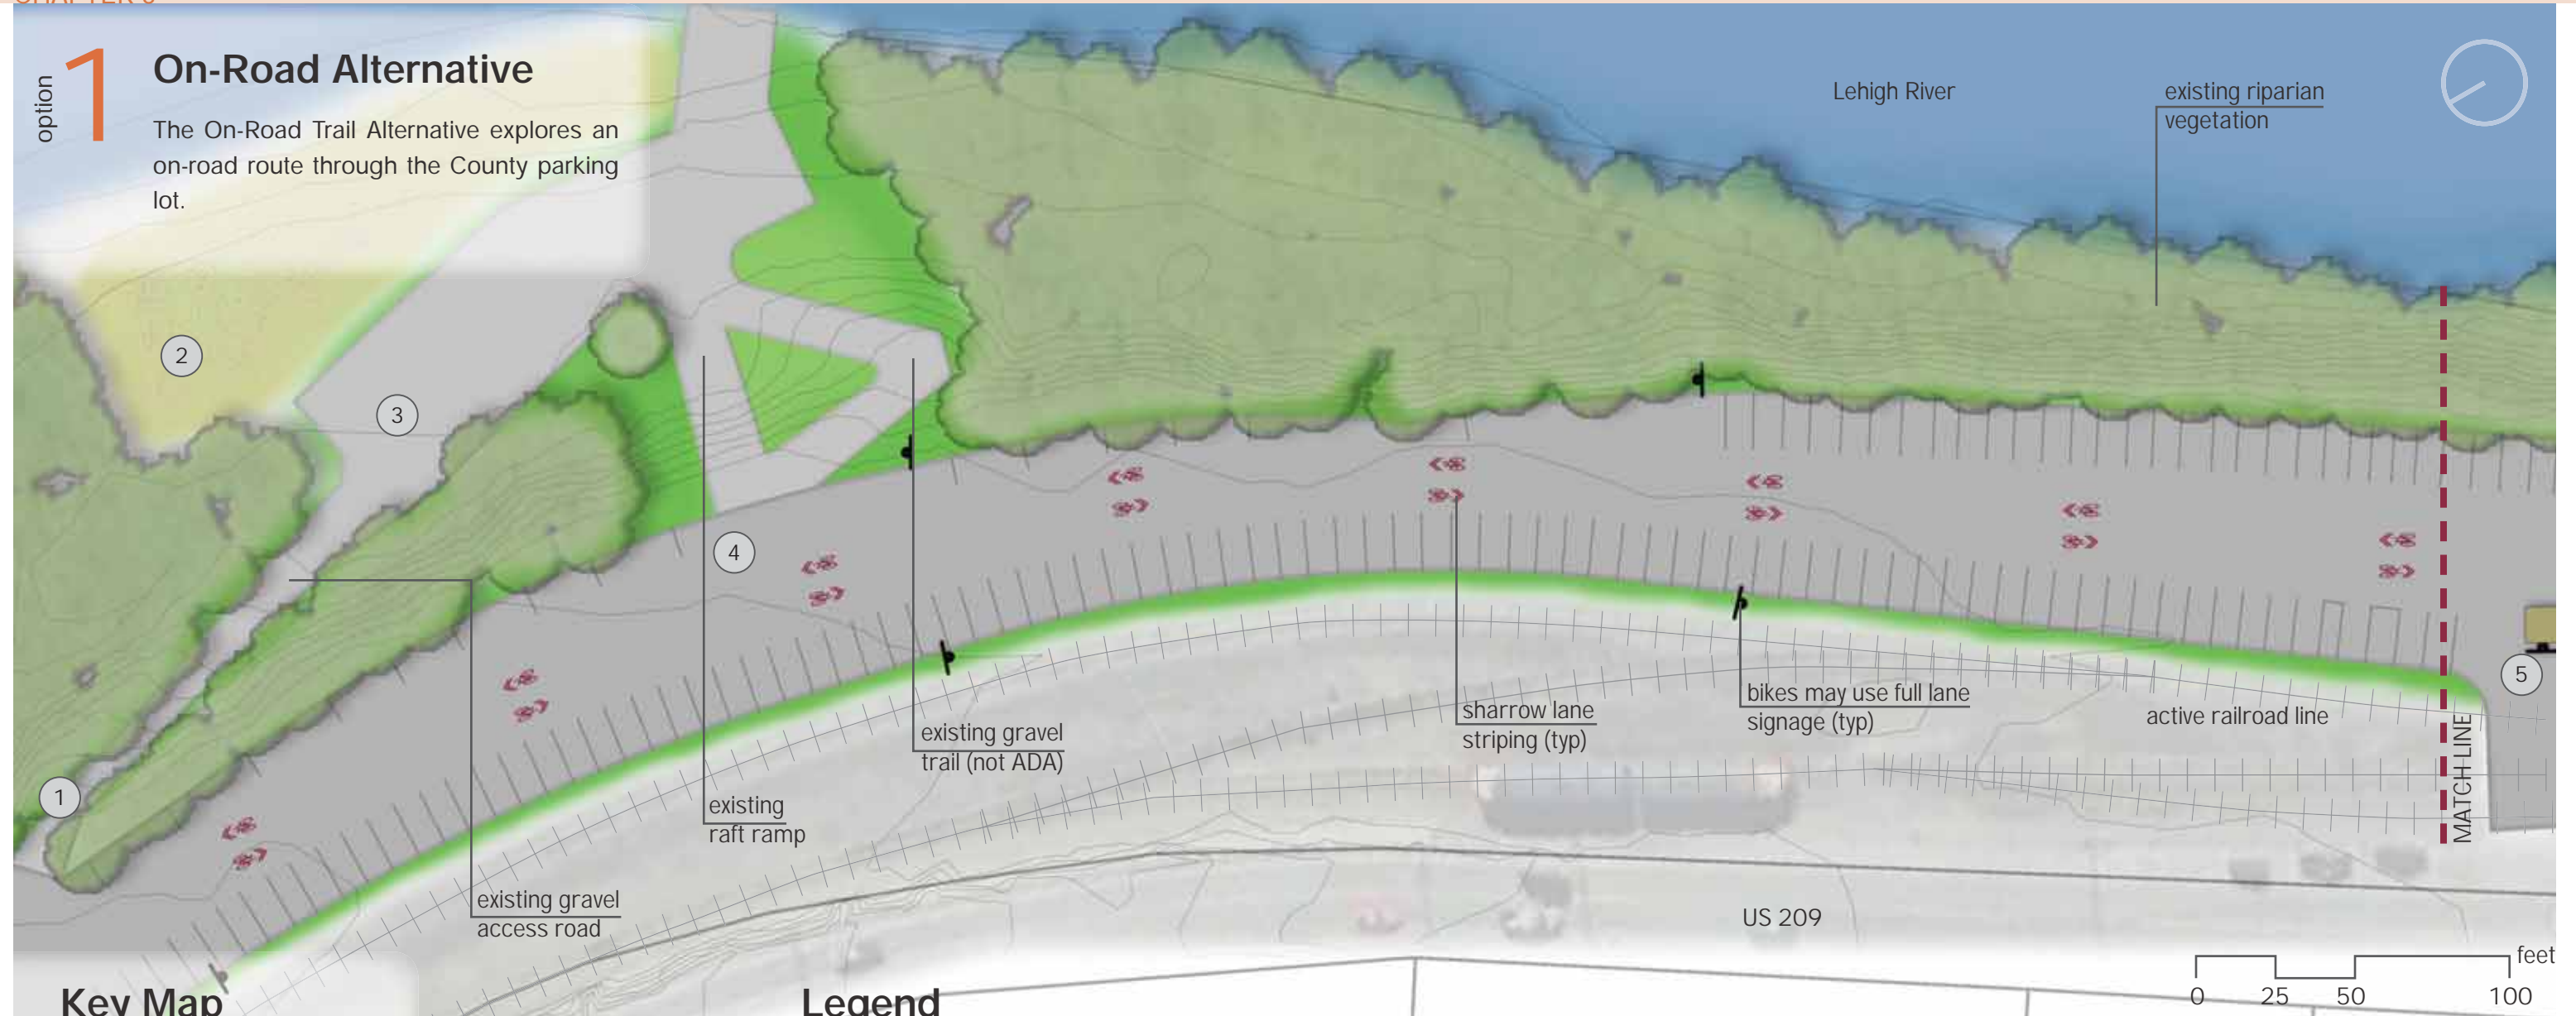 CHAPTER
option
1
On-Road Alternative
The On-Road Trail Alternative explores an
on-road route through the County parking
lot.
Lehigh River
existing riparian
vegetation
2
3
4
5
1
existing gravel
access road
existing
raft ramp
existing gravel
trail (not ADA)
sharrow lane
striping (typ)
bikes may use full lane
signage (typ)
active railroad line
MATCH LINE
US 209
feet
0 25 50 100
Key Map
Legend